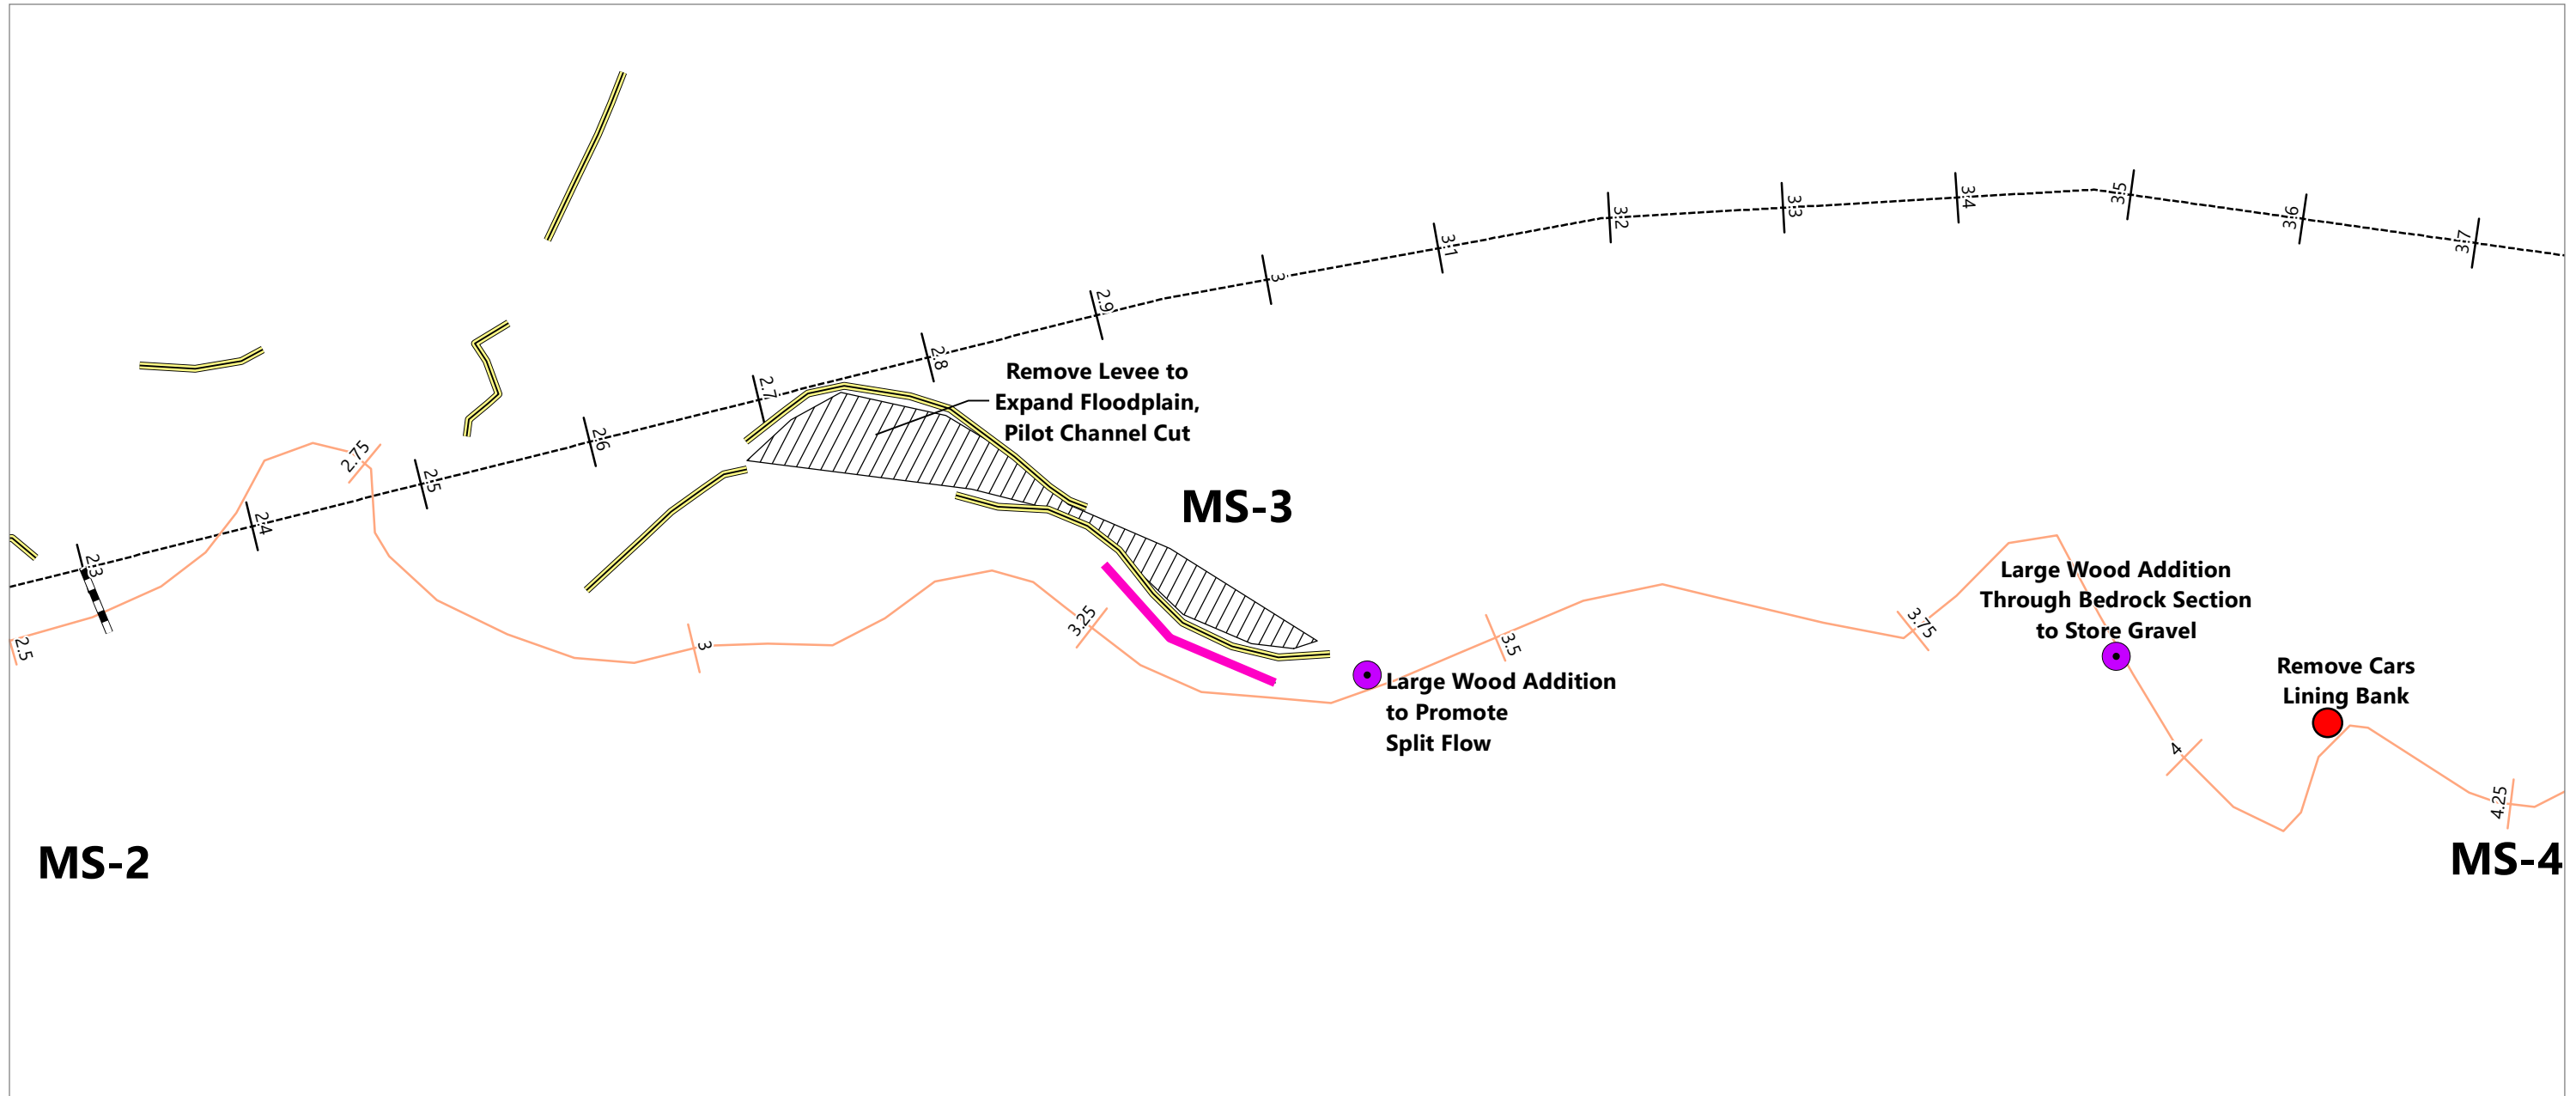 3.5
3.4
3.3
3.2
3.6
3.7
3.1
3
2.9
2.8
2.7
Remove Levee to
Expand Floodplain,
Pilot Channel Cut
2.6
2.75
2.5
2.4
2.3
MS-3
Large Wood Addition
Through Bedrock Section
to Store Gravel
3.25
3.75
2.5
3
3.5
Remove Cars
Lining Bank
Large Wood Addition
to Promote
Split Flow
4
4.25
MS-2
MS-4